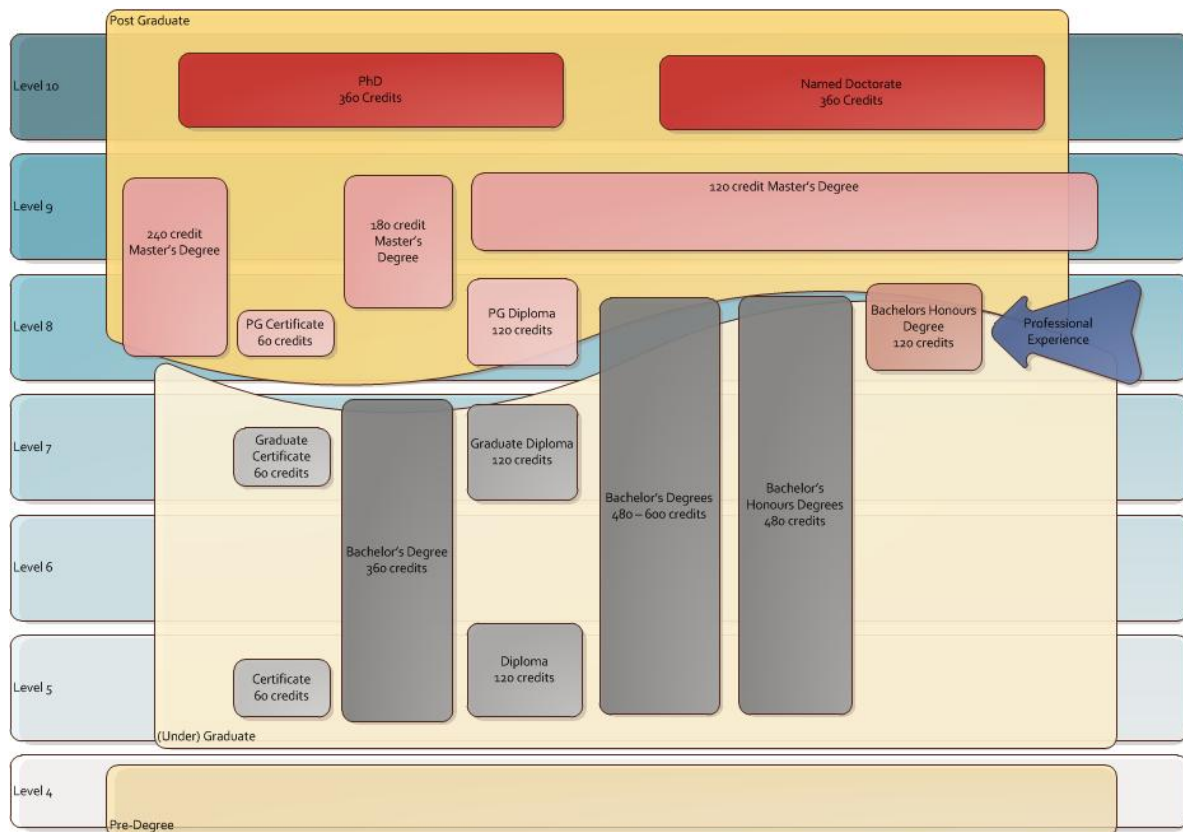 Post Graduate
Level 10
PhD
360 Credits
Named Doctorate
360 Credits
Level 9
240 credit
Master's Degree
180 credit
Master's
Degree
120 credit Master's Degree
Level 8
PG Certificate
60 credits
PG Diploma
120 credits
Bachelors Honours
Degree
120 credits
Professional
Experience
Level 7
Graduate
Certificate
60 credits
Graduate Diploma
120 credits
Bachelor's Degrees
480 – 600 credits
Bachelor's
Honours Degrees
480 credits
Level 6
Bachelor's Degree
360 credits
Level 5
Certificate
60 credits
Diploma
120 credits
(Under) Graduate
Level 4
Pre-Degree